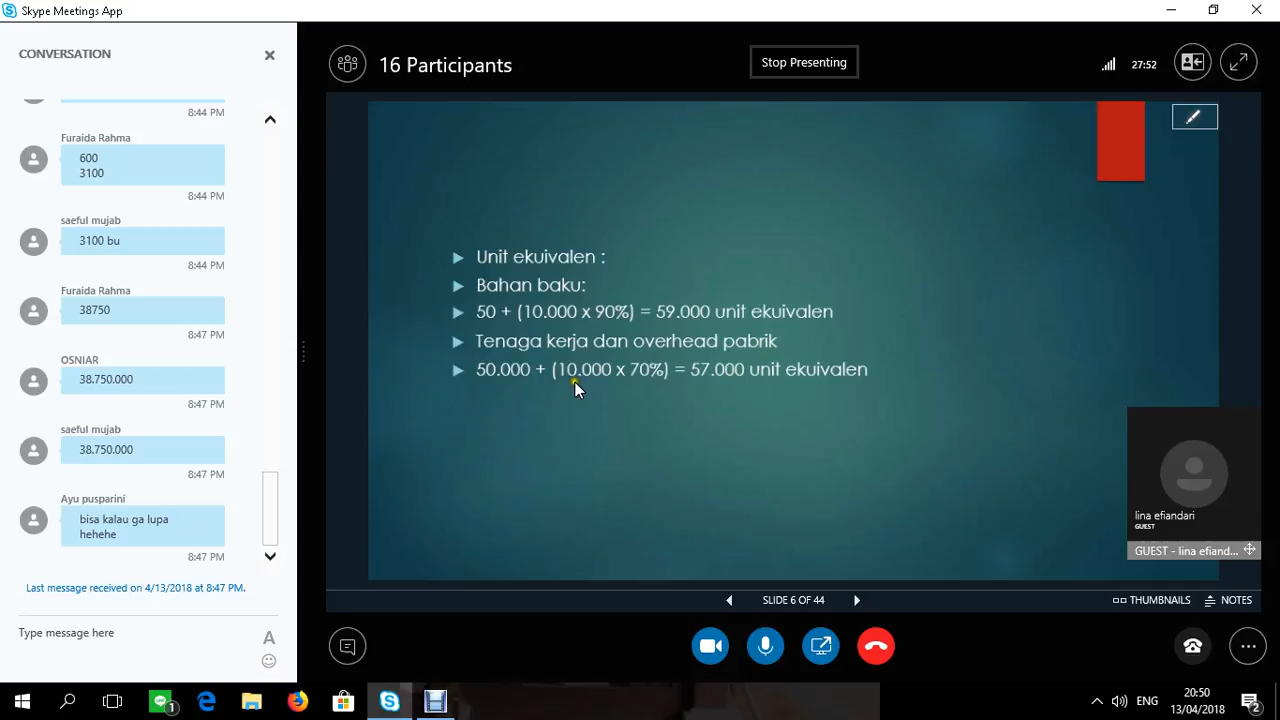 Skype Meetings App
CONVERSATION
8:44 PM
Furaida Rahma
600
3100
8:44 PM
saeful mujab
3100 bu
8:44 PM
Furaida Rahma
38750
8:47 PM
OSNIAR
38.750.000
8:47 PM
saeful mujab
38.750.000
8:47 PM
Ayu pusparini
bisa kalau ga lupa
hehehe
8:47 PM
Last message received on 4/13/2018 at 8:47 PM.
Type message here
A
16 Participants
Stop Presenting
27:52
Unit ekuivalen :
Bahan baku:
50 + (10.000 x 90%) = 59.000 unit ekuivalen
Tenaga kerja dan overhead pabrik
50.000 + (10.000 x 70%) = 57.000 unit ekuivalen
lina efiandari
GUEST
GUEST - lina efiand...
SLIDE 6 OF 44
THUMBNAILS
NOTES
1
ENG
20:50
13/04/2018
2